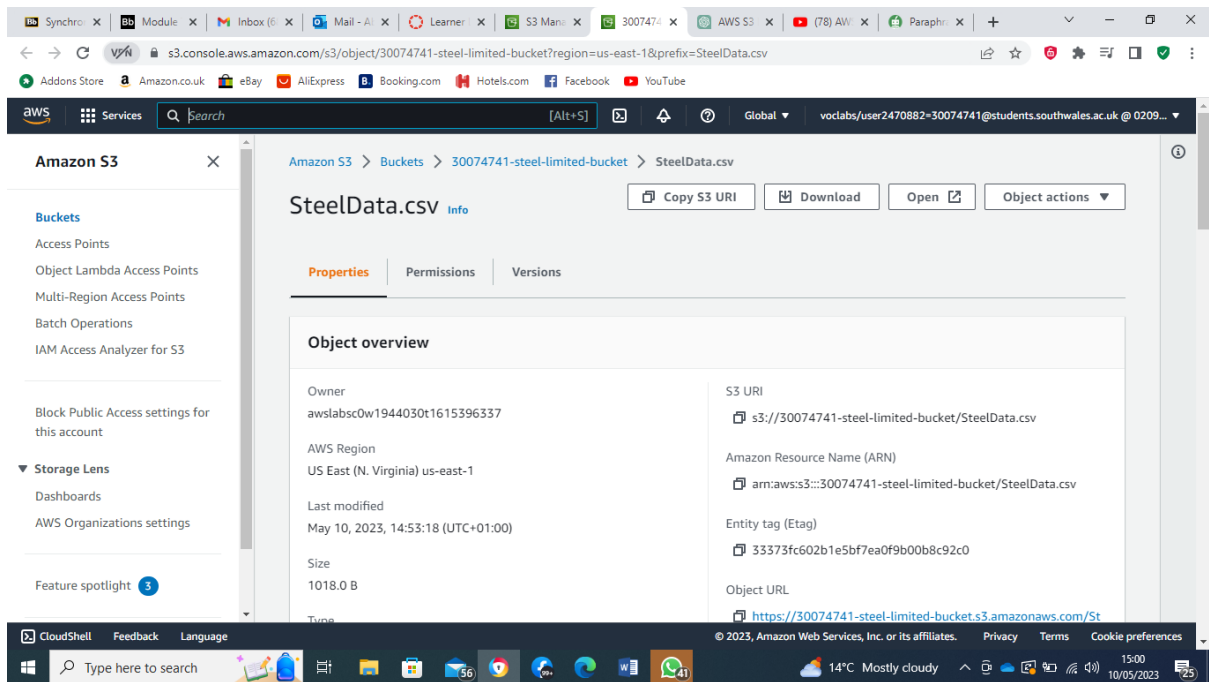 Synchro
Module
Inbox (6
Mail - A
Learner
S3 Mana
3007474
AWS S3
(78) AW
Paraphr
VPN s3.console.aws.amazon.com/s3/object/30074741-steel-limited-bucket?region=us-east-1&prefix=SteelData.csv
Addons Store Amazon.co.uk eBay AliExpress Booking.com Hotels.com Facebook YouTube
aws Services Search [Alt+S] Global voclabs/user2470882=30074741@students.southwales.ac.uk @ 0209...
Amazon S3
Buckets
Access Points
Object Lambda Access Points
Multi-Region Access Points
Batch Operations
IAM Access Analyzer for S3
Block Public Access settings for
this account
Storage Lens
Dashboards
AWS Organizations settings
Feature spotlight 3
Amazon S3 > Buckets > 30074741-steel-limited-bucket > SteelData.csv
SteelData.csv Info
Copy S3 URI Download Open Object actions
Properties Permissions Versions
Object overview
Owner
awslabsc0w1944030t1615396337
AWS Region
US East (N. Virginia) us-east-1
Last modified
May 10, 2023, 14:53:18 (UTC+01:00)
Size
1018.0 B
Type
S3 URI
s3://30074741-steel-limited-bucket/SteelData.csv
Amazon Resource Name (ARN)
arn:aws:s3:::30074741-steel-limited-bucket/SteelData.csv
Entity tag (Etag)
33373fc602b1e5bf7ea0f9b00b8c92c0
Object URL
https://30074741-steel-limited-bucket.s3.amazonaws.com/St
CloudShell Feedback Language © 2023, Amazon Web Services, Inc. or its affiliates. Privacy Terms Cookie preferences
Type here to search 56 99+ 41 14°C Mostly cloudy 15:00
10/05/2023 25